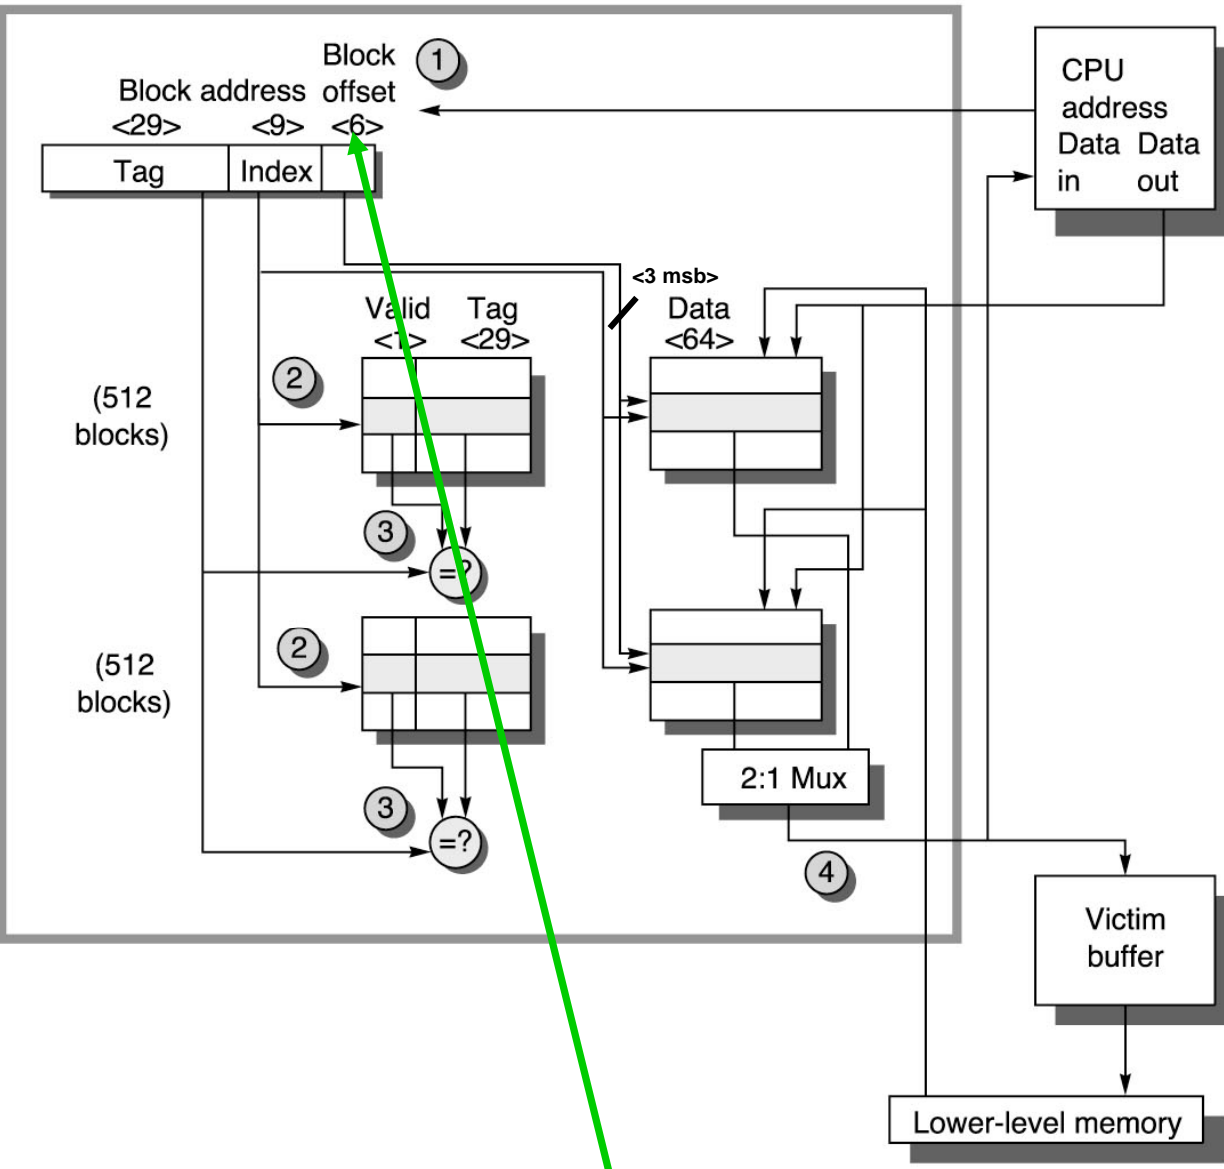 Block
1
Block address offset
<29> <9> <6>
Tag Index
CPU
address
Data Data
in out
<3 msb>
Valid Tag Data
<1> <29> <64>
2
(512
blocks)
3
=?
2
(512
blocks)
2:1 Mux
3
=?
4
Victim
buffer
Lower-level memory